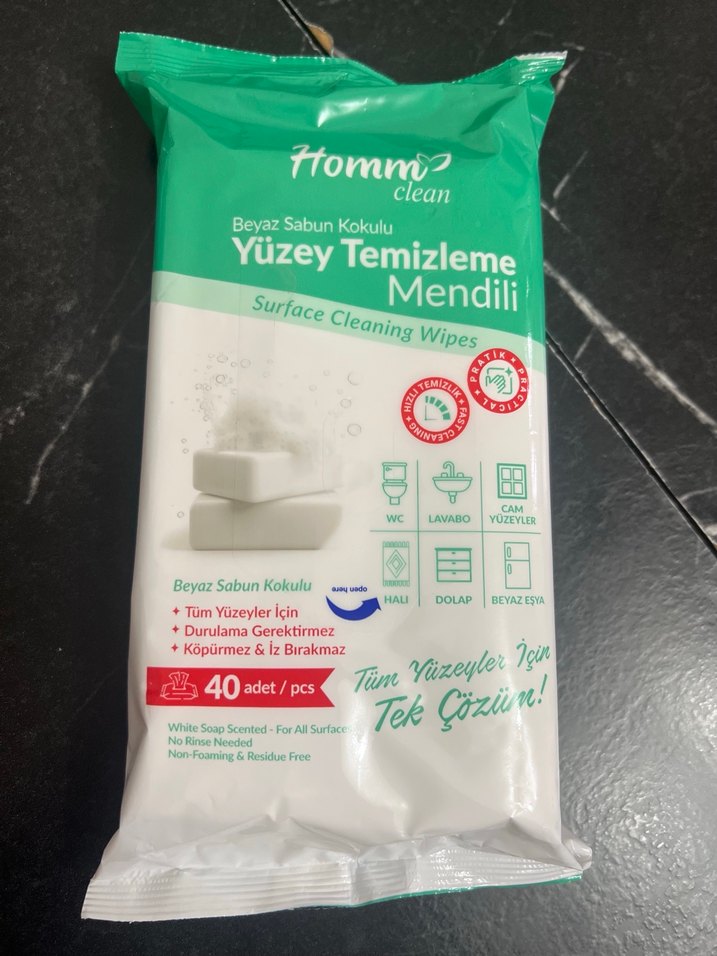 Homm
clean
Beyaz Sabun Kokulu
Yüzey Temizleme
Mendili
Surface Cleaning Wipes
PRATİK • PRACTICAL •
HIZLI TEMİZLİK • FAST CLEANING •
WC
LAVABO
CAM
YÜZEYLER
HALI
DOLAP
BEYAZ EŞYA
Beyaz Sabun Kokulu
open here
✦ Tüm Yüzeyler İçin
✦ Durulama Gerektirmez
✦ Köpürmez & İz Bırakmaz
40 adet / pcs
Tüm Yüzeyler İçin
Tek Çözüm!
White Soap Scented - For All Surface
No Rinse Needed
Non-Foaming & Residue Free